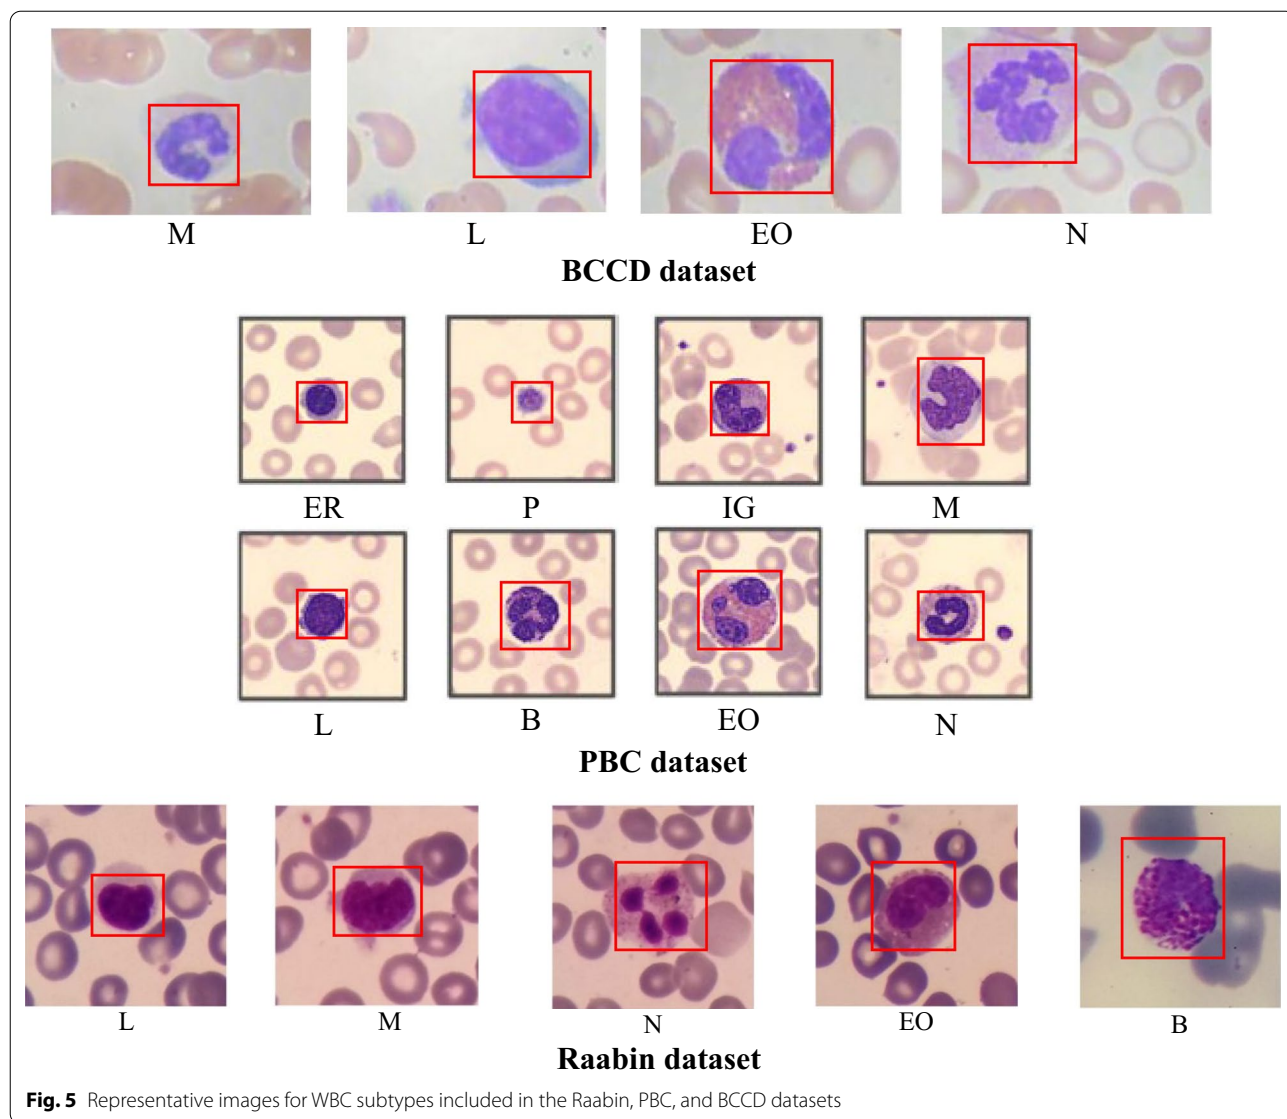 M L EO N
BCCD dataset
ER P IG M
L B EO N
PBC dataset
L M N EO B
Raabin dataset
Fig. 5 Representative images for WBC subtypes included in the Raabin, PBC, and BCCD datasets